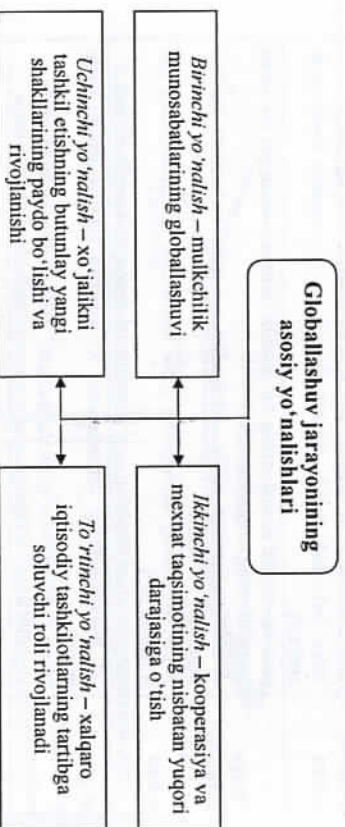 Globallashuv jarayonining
asosiy yo‘nalishlari
Birinchi yo‘nalish – mulkchilik
munosabatlarining globallashuvi
Ikkinchi yo‘nalish – kooperasiya va
mexnat taqsimotining nisbatan yuqori
darajasiga o‘tish
Uchinchi yo‘nalish – xo‘jalikni
tashkil etishning butunlay yangi
shakllarining paydo bo‘lishi va
rivojlanishi
To‘rtinchi yo‘nalish – xalqaro
iqtisodiy tashkilotlarning tartibga
soluvchi roli rivojlanadi